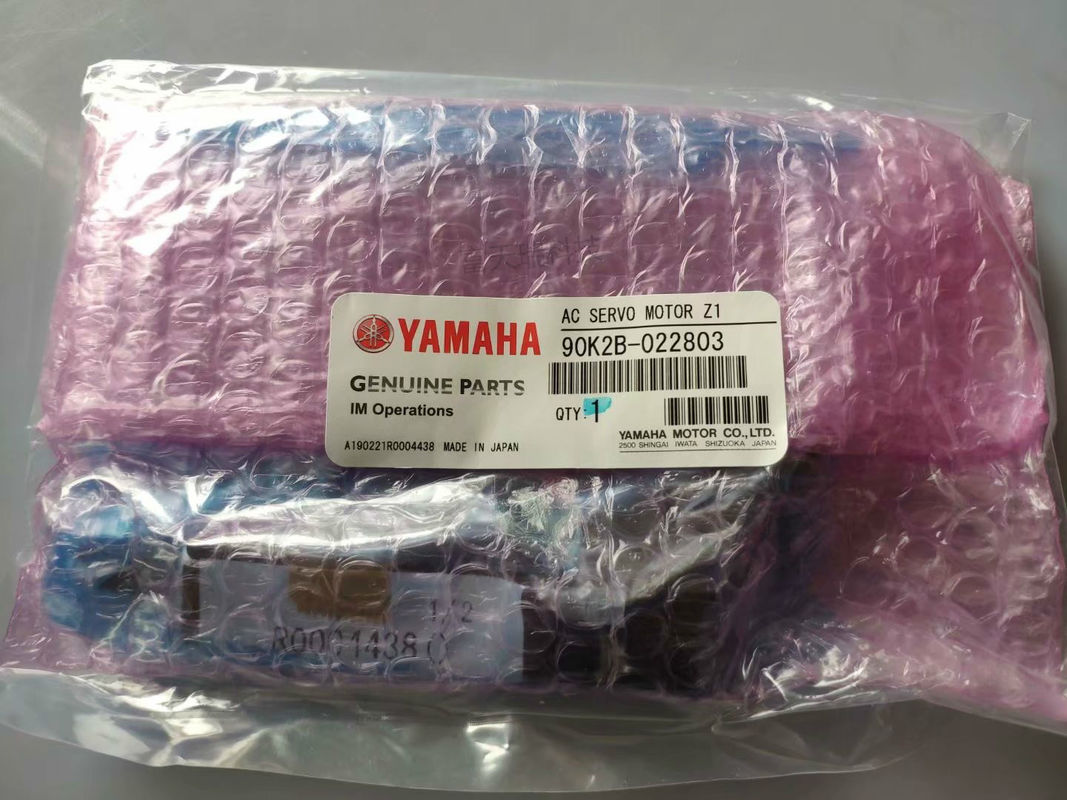 YAMAHA
GENUINE PARTS
IM Operations
A190221R0004438 MADE IN JAPAN
AC SERVO MOTOR Z1
90K2B-022803
QTY:1
YAMAHA MOTOR CO.,LTD.
2500 SHINGAI IWATA SHIZUOKA JAPAN
1/2
R0004438